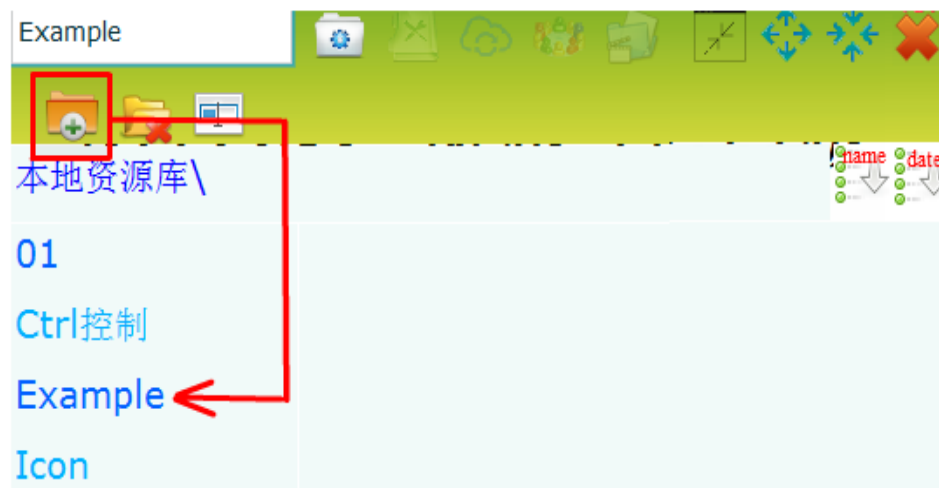 Example
本地资源库\
name date
01
Ctrl控制
Example
Icon